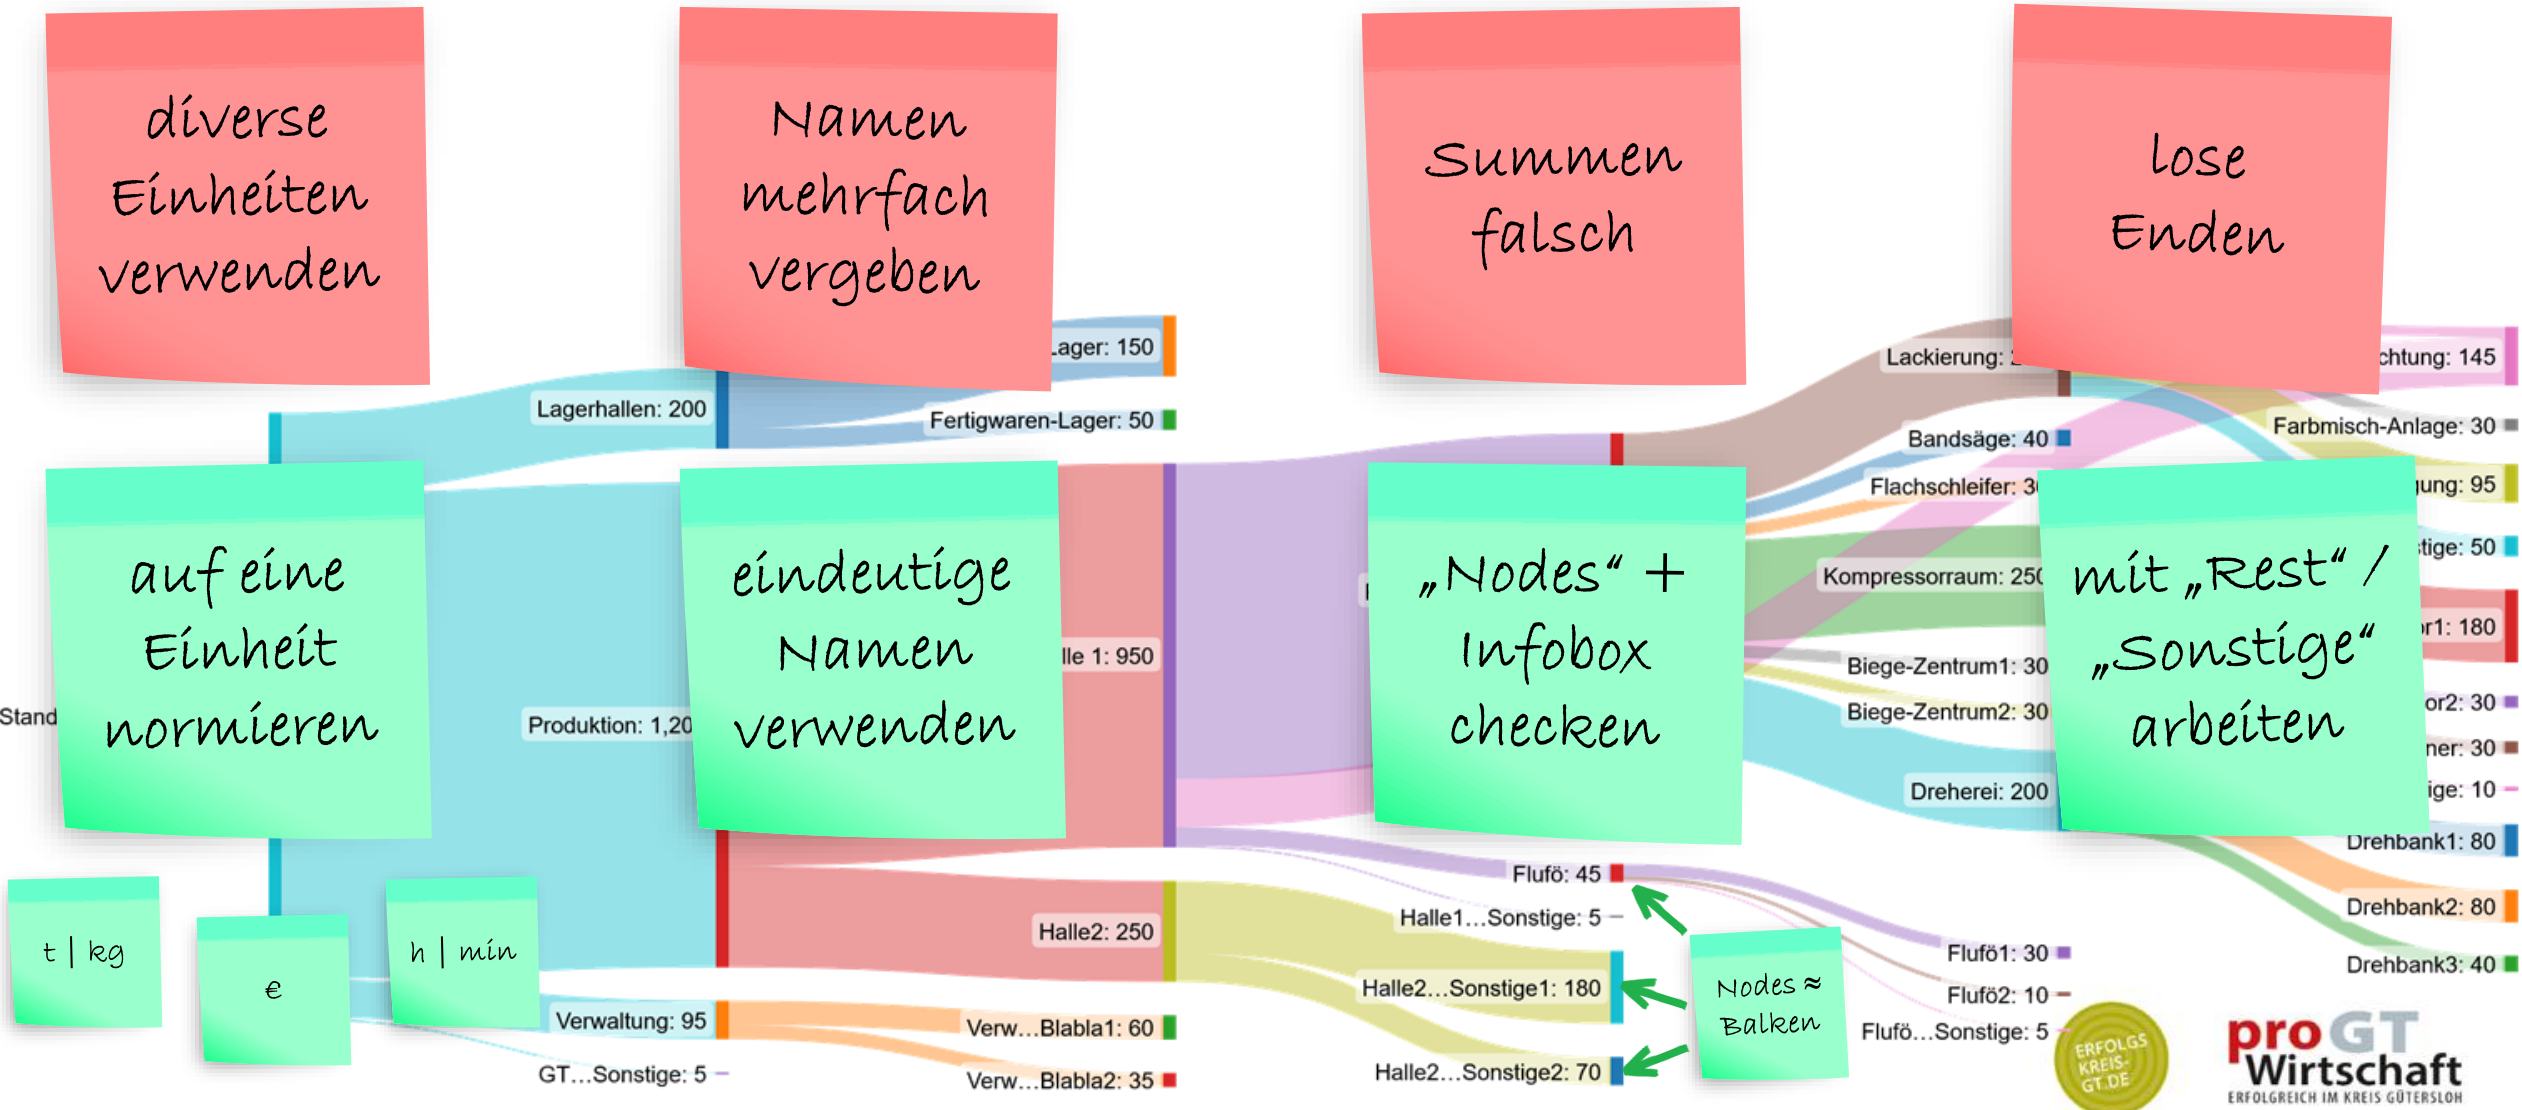 diverse
Einheiten
verwenden
Namen
mehrfach
vergeben
Summen
falsch
lose
Enden
Lager: 150
Lagerhallen: 200
Fertigwaren-Lager: 50
Lackierung:
chtung: 145
Bandsäge: 40
Farbmisch-Anlage: 30
Flachschleifer: 30
gung: 95
auf eine
Einheit
normieren
eindeutige
Namen
verwenden
„Nodes“ +
Infobox
checken
mit „Rest“ /
„Sonstige“
arbeiten
tige: 50
Kompressorraum: 250
or1: 180
lle 1: 950
Biege-Zentrum1: 30
Biege-Zentrum2: 30
or2: 30
Stand
Produktion: 1,20
ner: 30
Dreherei: 200
ige: 10
Drehbank1: 80
Flufö: 45
Drehbank2: 80
Halle1...Sonstige: 5
Halle2: 250
t | kg
€
h | min
Flufö1: 30
Drehbank3: 40
Halle2...Sonstige1: 180
Nodes ≈
Balken
Flufö2: 10
Verwaltung: 95
Verw...Blabla1: 60
Flufö...Sonstige: 5
GT...Sonstige: 5
Verw...Blabla2: 35
Halle2...Sonstige2: 70
ERFOLGS
KREIS-
GT.DE
pro GT
Wirtschaft
ERFOLGREICH IM KREIS GÜTERSLOH